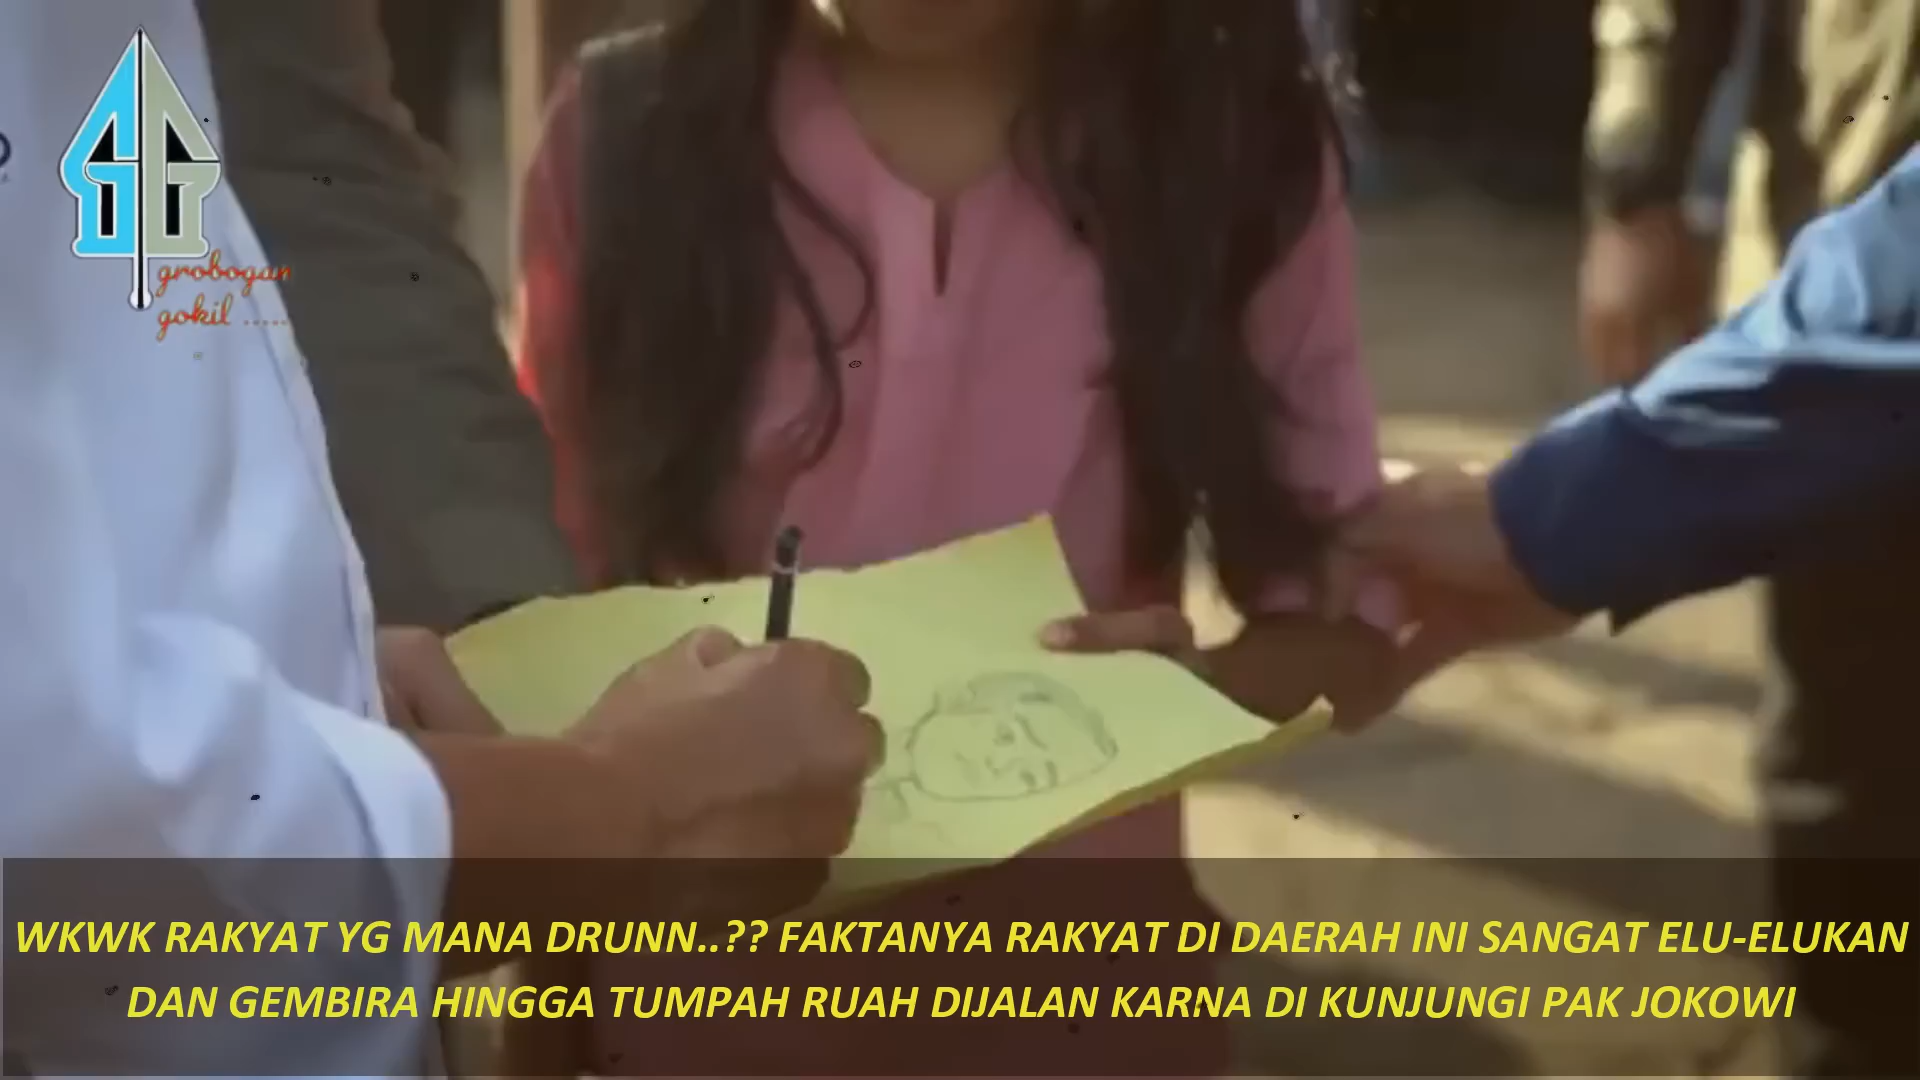 grobogan
gokil .....
WKWK RAKYAT YG MANA DRUNN..?? FAKTANYA RAKYAT DI DAERAH INI SANGAT ELU-ELUKAN
DAN GEMBIRA HINGGA TUMPAH RUAH DIJALAN KARNA DI KUNJUNGI PAK JOKOWI